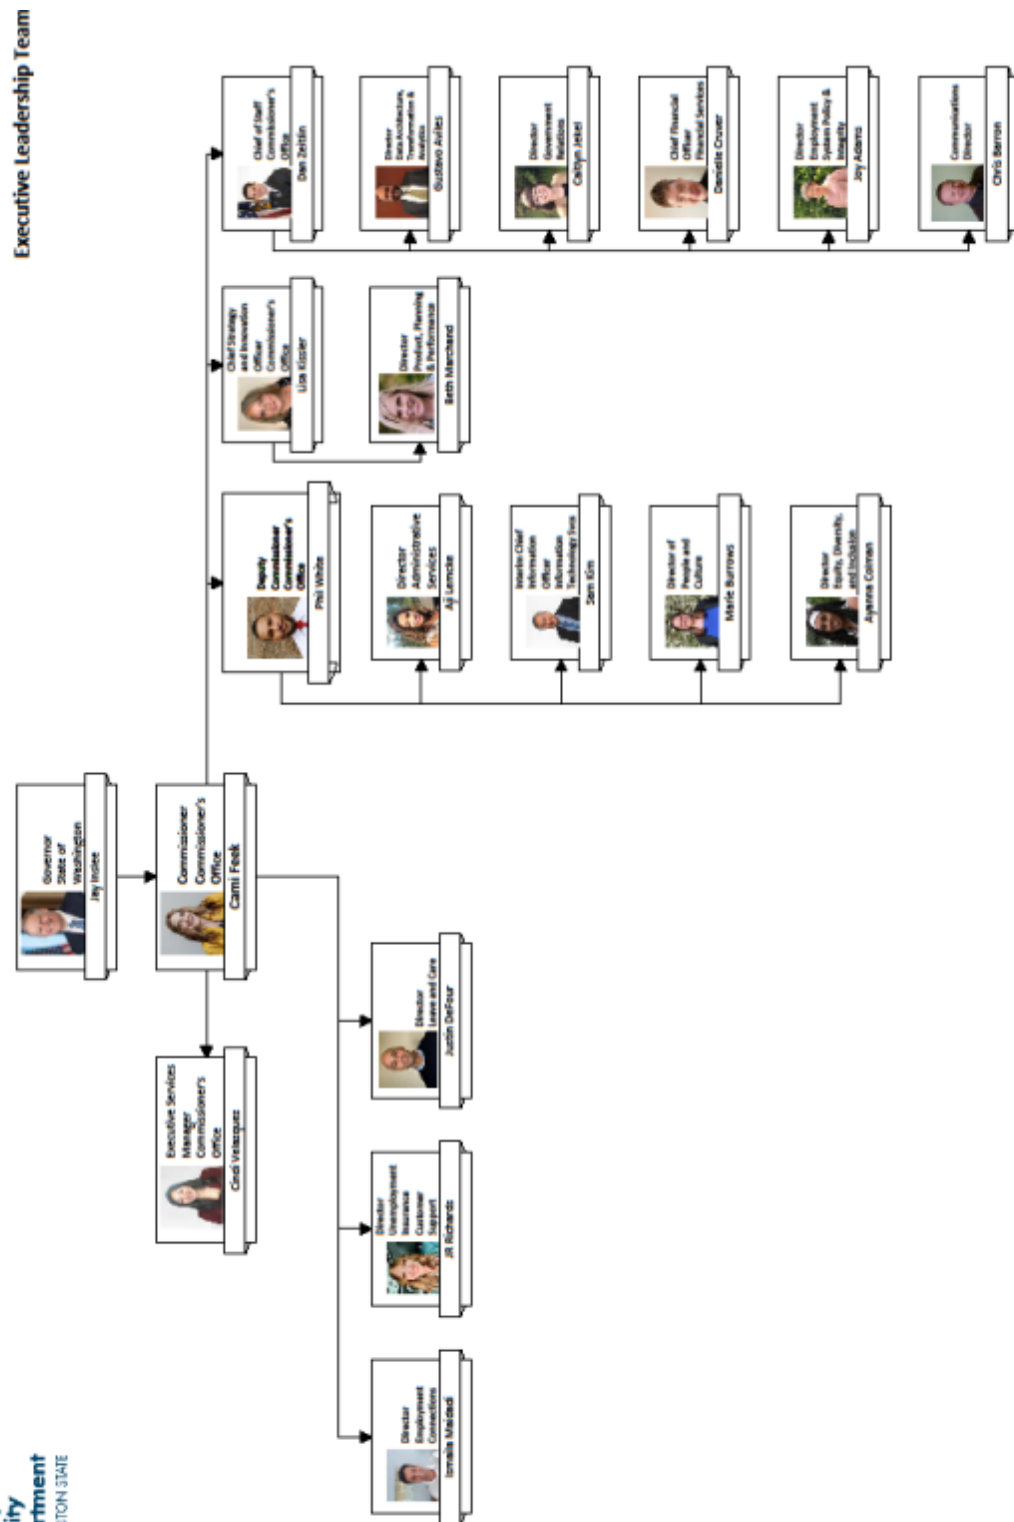 Executive Leadership Team
ity
rtment
TON STATE
Governor
State of
Washington
Jay Inslee
Executive Services
Manager
Commissioner's
Office
Cindi Velazquez
Commissioner
Commissioner's
Office
Cami Feek
Deputy
Commissioner
Commissioner's
Office
Phil White
Chief Strategy
and Innovation
Officer
Commissioner's
Office
Lisa Kissler
Chief of Staff
Commissioner's
Office
Dan Zeitlin
Director
Employment
Connections
Ismaila Maidadi
Director
Unemployment
Insurance
Customer
Support
JR Richards
Director
Leave and Care
Justin DeFour
Director
Administrative
Services
Lemcke
Director
Product, Planning
& Performance
Beth Marchand
Director
Data Architecture,
Transformation &
Analytics
Gustavo Aviles
Interim Chief
Information
Officer
Information
Technology Svcs
Sam Kim
Director
Government
Relations
Caitlyn Jekel
Director of
People and
Culture
Marie Burrows
Chief Financial
Officer
Financial Services
Danielle Cruver
Director
Equity, Diversity,
and Inclusion
Ayanna Colman
Director
Employment
System Policy &
Integrity
Joy Adams
Communications
Director
Chris Barron